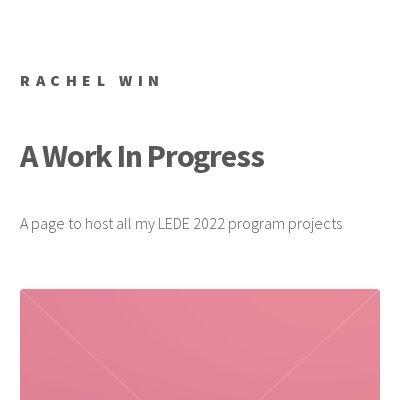 RACHEL WIN
A Work In Progress
A page to host all my LEDE 2022 program projects